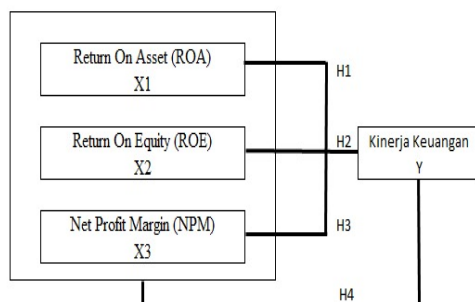 Return On Asset (ROA)
X1
H1
Return On Equity (ROE)
X2
H2
Kinerja Keuangan
Y
Net Profit Margin (NPM)
X3
H3
H4